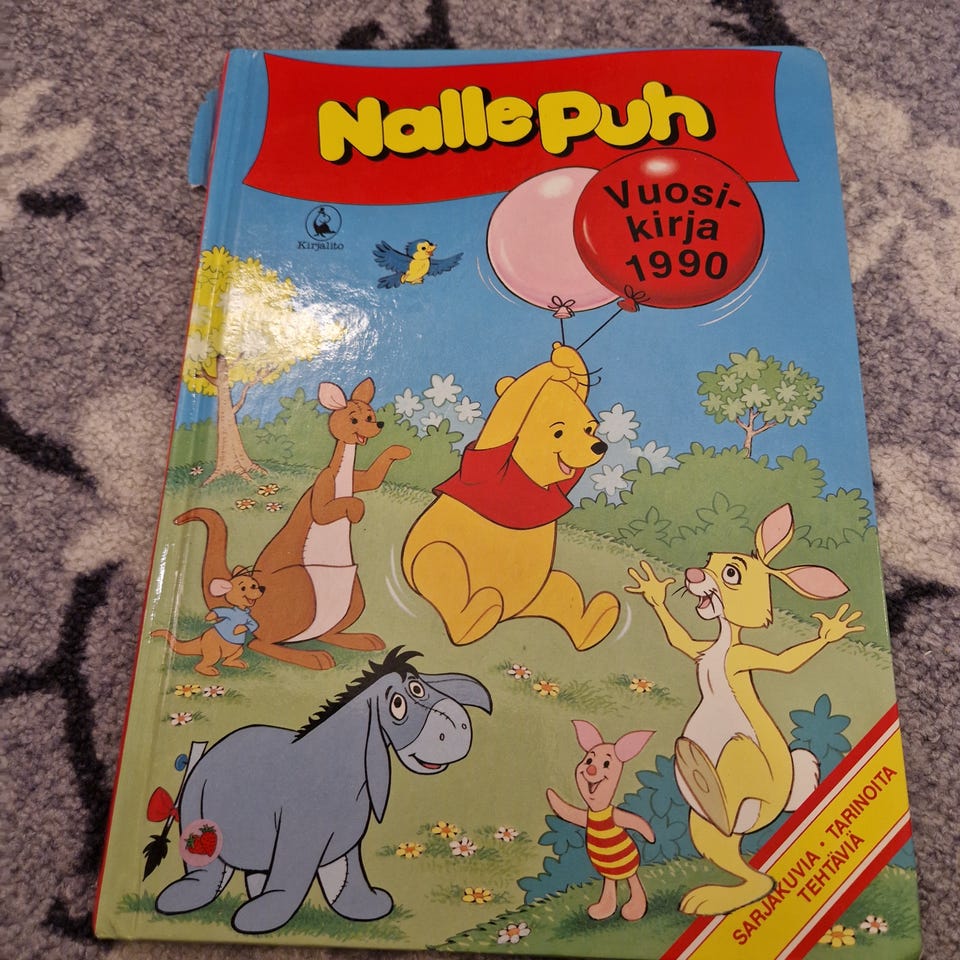 Nalle Puh
Vuosi-
kirja
1990
Kirjalito
SARJAKUVIA · TARINOITA
TEHTÄVIÄ